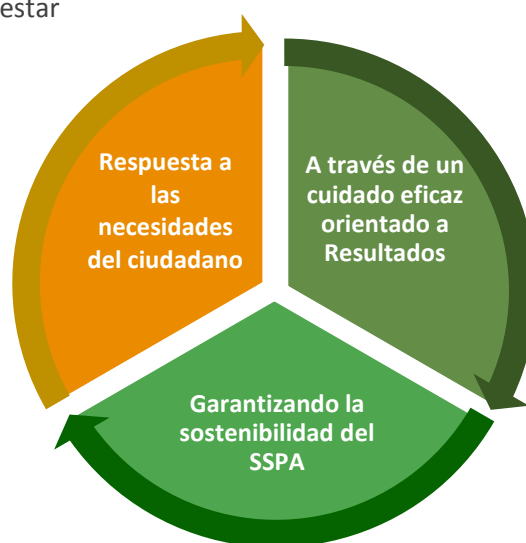 estar
Respuesta a
las
necesidades
del ciudadano
A través de un
cuidado eficaz
orientado a
Resultados
Garantizando la
sostenibilidad del
SSPA